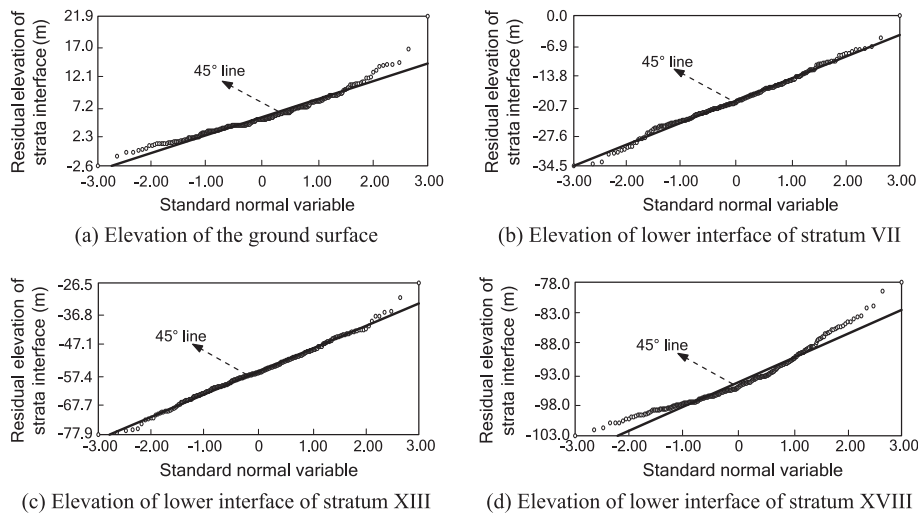 Residual elevation of
strata interface (m)
21.9
17.0
12.1
7.2
2.3
-2.6
45° line
-3.00 -2.00 -1.00 0 1.00 2.00 3.00
Standard normal variable
(a) Elevation of the ground surface
Residual elevation of
strata interface (m)
0.0
-6.9
-13.8
-20.7
-27.6
-34.5
45° line
-3.00 -2.00 -1.00 0 1.00 2.00 3.00
Standard normal variable
(b) Elevation of lower interface of stratum VII
Residual elevation of
strata interface (m)
-26.5
-36.8
-47.1
-57.4
-67.7
-77.9
45° line
-3.00 -2.00 -1.00 0 1.00 2.00 3.00
Standard normal variable
(c) Elevation of lower interface of stratum XIII
Residual elevation of
strata interface (m)
-78.0
-83.0
-88.0
-93.0
-98.0
-103.0
45° line
-3.00 -2.00 -1.00 0 1.00 2.00 3.00
Standard normal variable
(d) Elevation of lower interface of stratum XVIII